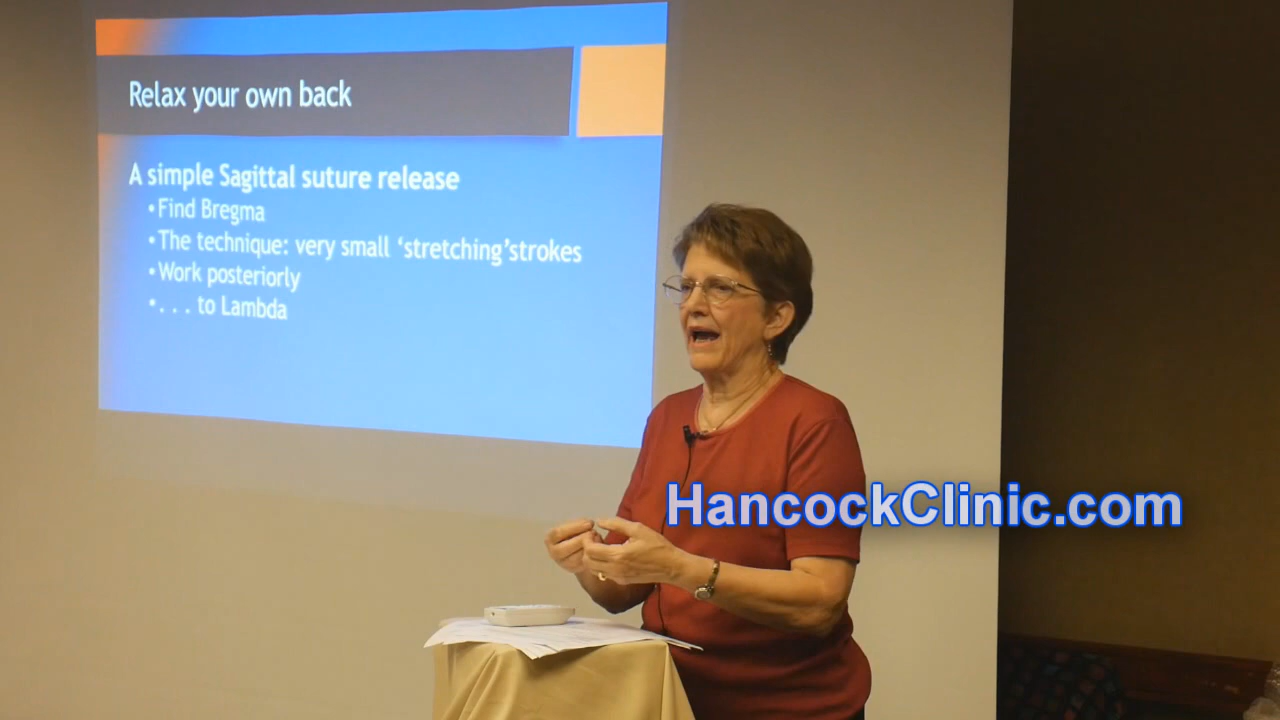 Relax your own back
A simple Sagittal suture release
•Find Bregma
•The technique: very small ‘stretching’strokes
•Work posteriorly
•. . . to Lambda
HancockClinic.com